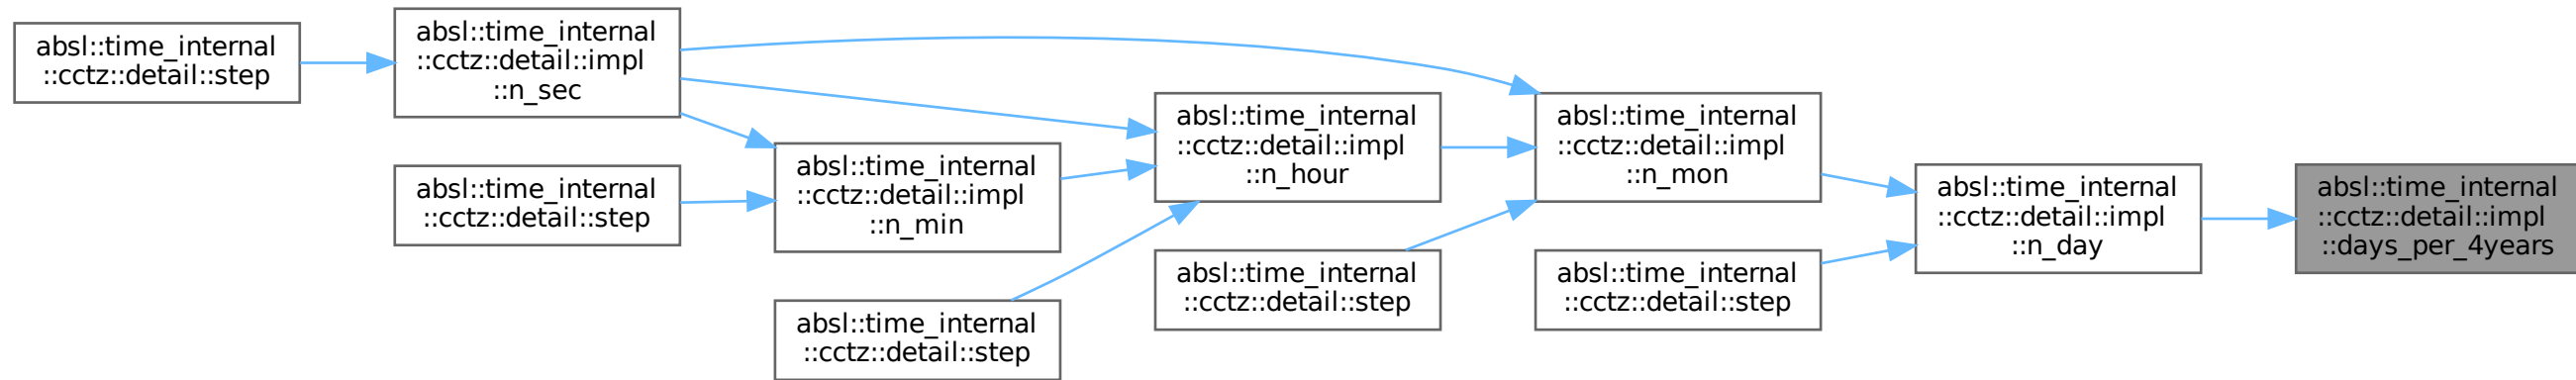 absl::time_internal
::cctz::detail::step
absl::time_internal
::cctz::detail::impl
::n_sec
absl::time_internal
::cctz::detail::step
absl::time_internal
::cctz::detail::impl
::n_min
absl::time_internal
::cctz::detail::step
absl::time_internal
::cctz::detail::impl
::n_hour
absl::time_internal
::cctz::detail::step
absl::time_internal
::cctz::detail::impl
::n_mon
absl::time_internal
::cctz::detail::step
absl::time_internal
::cctz::detail::impl
::n_day
absl::time_internal
::cctz::detail::impl
::days_per_4years